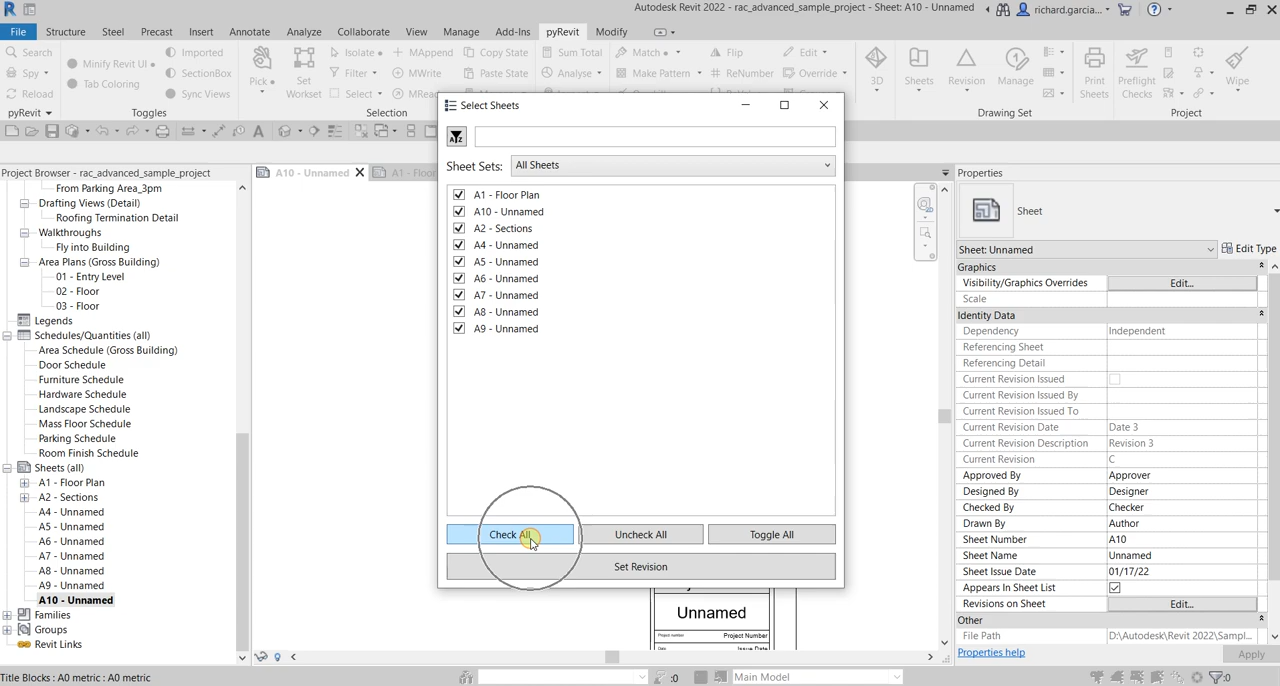 Autodesk Revit 2022 - rac_advanced_sample_project - Sheet: A10 - Unnamed
richard.garcia...
File Structure Steel Precast Insert Annotate Analyze Collaborate View Manage Add-Ins pyRevit Modify
Search
Spy
Reload
pyRevit
Minify Revit UI
Tab Coloring
Imported
SectionBox
Sync Views
Toggles
Pick
Set
Workset
Isolate
Filter
Select
MAppend
MWrite
MRead
Copy State
Paste State
Selection
Sum Total
Analyse
Match
Make Pattern
Flip
ReNumber
Edit
Override
3D
Sheets
Revision
Manage
Print
Sheets
Drawing Set
Preflight
Checks
Wipe
Project
Project Browser - rac_advanced_sample_project
From Parking Area_3pm
Drafting Views (Detail)
Roofing Termination Detail
Walkthroughs
Fly into Building
Area Plans (Gross Building)
01 - Entry Level
02 - Floor
03 - Floor
Legends
Schedules/Quantities (all)
Area Schedule (Gross Building)
Door Schedule
Furniture Schedule
Hardware Schedule
Landscape Schedule
Mass Floor Schedule
Parking Schedule
Room Finish Schedule
Sheets (all)
A1 - Floor Plan
A2 - Sections
A4 - Unnamed
A5 - Unnamed
A6 - Unnamed
A7 - Unnamed
A8 - Unnamed
A9 - Unnamed
A10 - Unnamed
Families
Groups
Revit Links
A10 - Unnamed
A1 - Floor
Select Sheets
Sheet Sets: All Sheets
A1 - Floor Plan
A10 - Unnamed
A2 - Sections
A4 - Unnamed
A5 - Unnamed
A6 - Unnamed
A7 - Unnamed
A8 - Unnamed
A9 - Unnamed
Check All Uncheck All Toggle All
Set Revision
Unnamed
Project number Project Number
Date Issue Date
Properties
Sheet
Sheet: Unnamed Edit Type
Graphics
Visibility/Graphics Overrides Edit...
Scale
Identity Data
Dependency Independent
Referencing Sheet
Referencing Detail
Current Revision Issued
Current Revision Issued By
Current Revision Issued To
Current Revision Date Date 3
Current Revision Description Revision 3
Current Revision C
Approved By Approver
Designed By Designer
Checked By Checker
Drawn By Author
Sheet Number A10
Sheet Name Unnamed
Sheet Issue Date 01/17/22
Appears In Sheet List
Revisions on Sheet Edit...
Other
File Path D:\Autodesk\Revit 2022\Sampl...
Properties help Apply
Title Blocks : A0 metric : A0 metric
:0
Main Model
:0